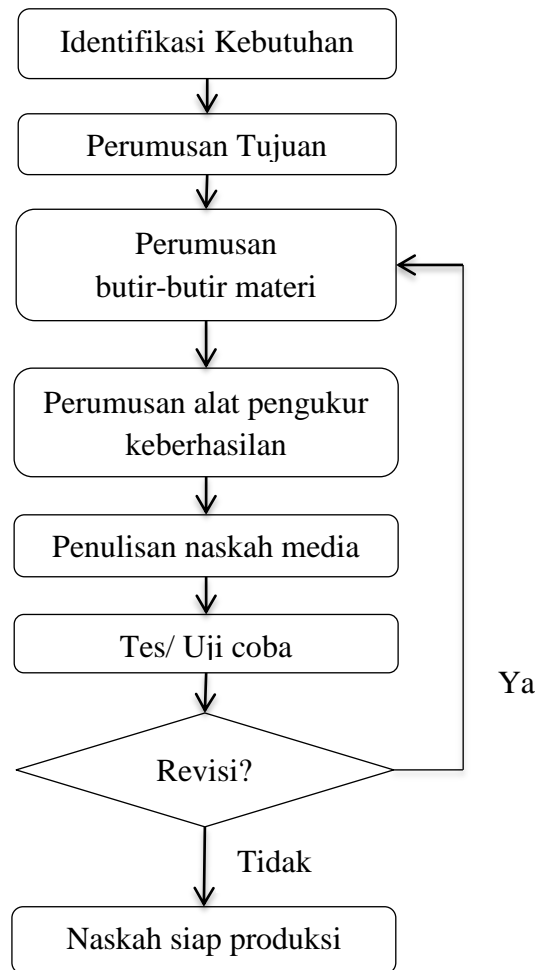 Identifikasi Kebutuhan
Perumusan Tujuan
Perumusan
butir-butir materi
Perumusan alat pengukur
keberhasilan
Penulisan naskah media
Tes/ Uji coba
Ya
Revisi?
Tidak
Naskah siap produksi